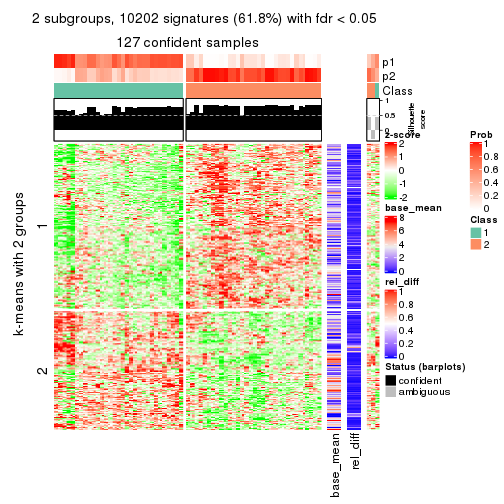 2 subgroups, 10202 signatures (61.8%) with fdr < 0.05
127 confident samples
p1
p2
Class
1
0.5
0
Silhouette
score
k-means with 2 groups
1
2
base_mean
rel_diff
z-score
2
1
0
-1
-2
base_mean
8
6
4
2
0
rel_diff
1
0.8
0.6
0.4
0.2
0
Status (barplots)
confident
ambiguous
Prob
1
0.8
0.6
0.4
0.2
0
Class
1
2